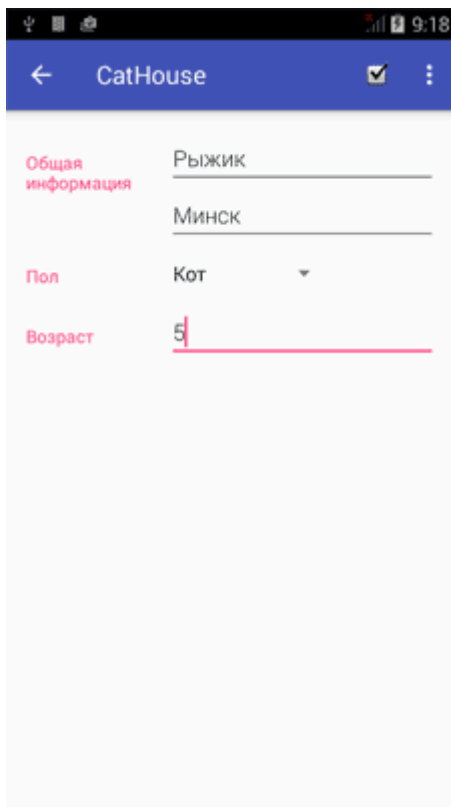 9:18
CatHouse
Общая
информация
Рыжик
Минск
Пол
Кот
Возраст
5